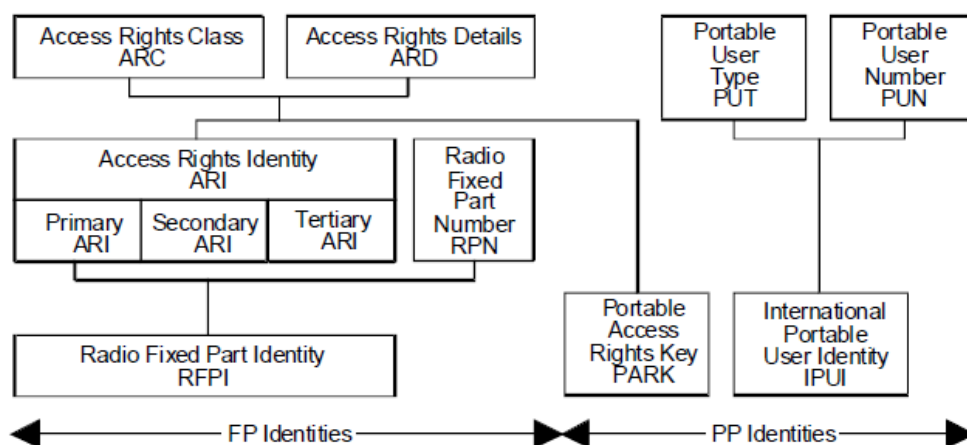 Access Rights Class
ARC
Access Rights Details
ARD
Portable
User
Type
PUT
Portable
User
Number
PUN
Access Rights Identity
ARI
Primary
ARI
Secondary
ARI
Tertiary
ARI
Radio
Fixed
Part
Number
RPN
Radio Fixed Part Identity
RFPI
Portable
Access
Rights Key
PARK
International
Portable
User Identity
IPUI
FP Identities
PP Identities